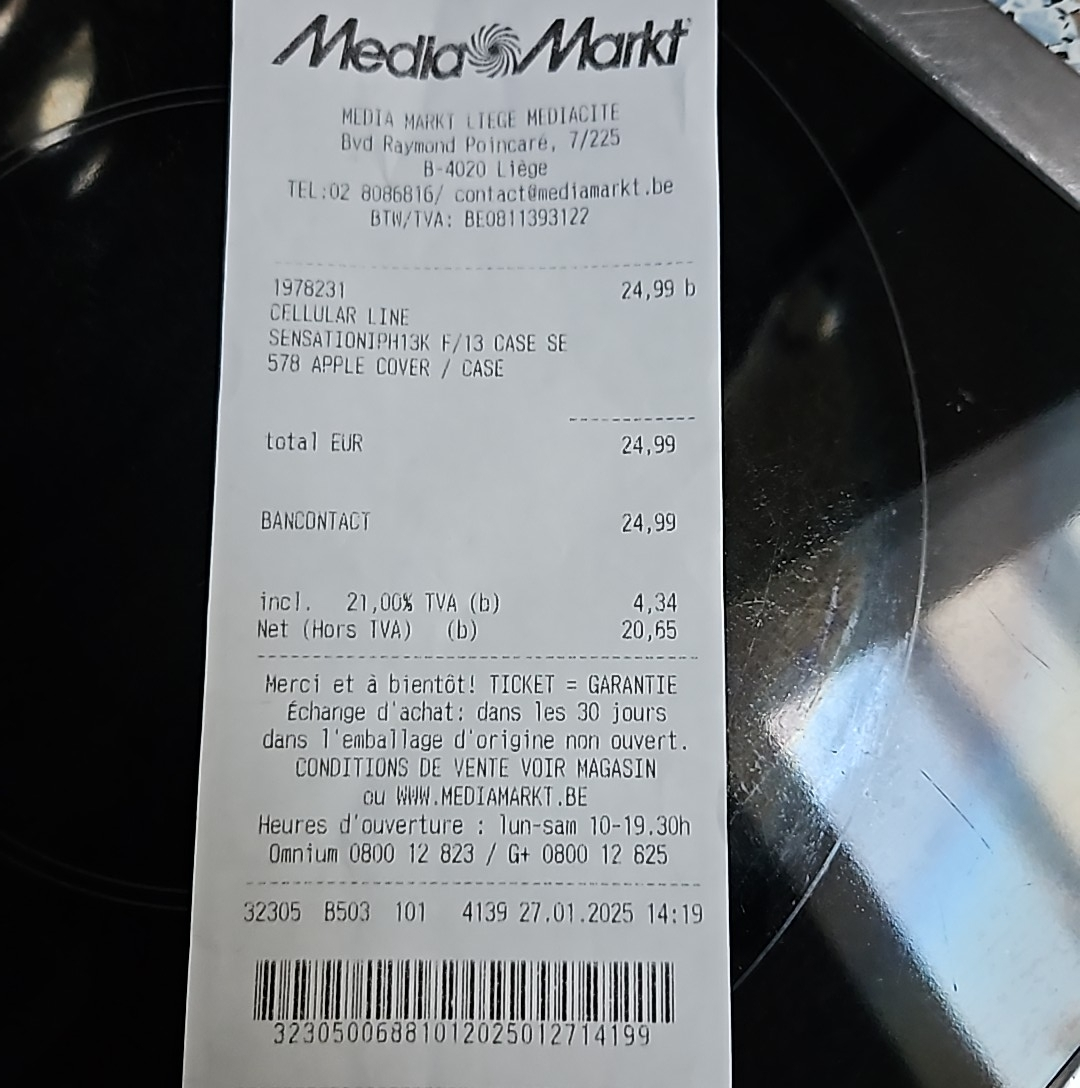 Media Markt
MEDIA MARKT LIEGE MEDIACITE
Bvd Raymond Poincaré, 7/225
B-4020 Liège
TEL:02 8086816/ contact@mediamarkt.be
BTW/TVA: BE0811393122
1978231 24,99 b
CELLULAR LINE
SENSATIONIPH13K F/13 CASE SE
578 APPLE COVER / CASE
total EUR 24,99
BANCONTACT 24,99
incl. 21,00% TVA (b) 4,34
Net (Hors TVA) (b) 20,65
Merci et à bientôt! TICKET = GARANTIE
Échange d'achat: dans les 30 jours
dans l'emballage d'origine non ouvert.
CONDITIONS DE VENTE VOIR MAGASIN
ou WWW.MEDIAMARKT.BE
Heures d'ouverture : lun-sam 10-19.30h
Omnium 0800 12 823 / G+ 0800 12 625
32305 B503 101 4139 27.01.2025 14:19
32305006881012025012714199